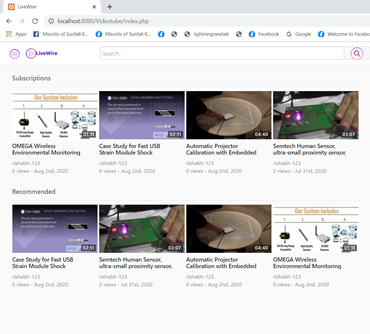 LiveWire
localhost:8080/Videotube/index.php
Apps
Miscrits of Sunfall K...
Miscrits of Sunfall K...
lightningnewtab
Facebook
Google
Welcome to Facebo
LiveWire
Search...
Subscriptions
Our System Includes
01:11
02:11
04:40
03:07
OMEGA Wireless
Environmental Monitoring
Case Study for Fast USB
Strain Module Shock
Automatic Projector
Calibration with Embedded
Semtech Human Sensor,
ultra-small proximity sensor,
rishabh-123
rishabh-123
rishabh-123
rishabh-123
0 views - Aug 2nd, 2020
0 views - Aug 2nd, 2020
0 views - Aug 2nd, 2020
2 views - Jul 31st, 2020
Recommended
Our System Includes
02:11
03:07
04:40
01:11
Case Study for Fast USB
Strain Module Shock
Semtech Human Sensor,
ultra-small proximity sensor,
Automatic Projector
Calibration with Embedded
OMEGA Wireless
Environmental Monitoring
rishabh-123
rishabh-123
rishabh-123
rishabh-123
0 views - Aug 2nd, 2020
2 views - Jul 31st, 2020
0 views - Aug 2nd, 2020
0 views - Aug 2nd, 2020